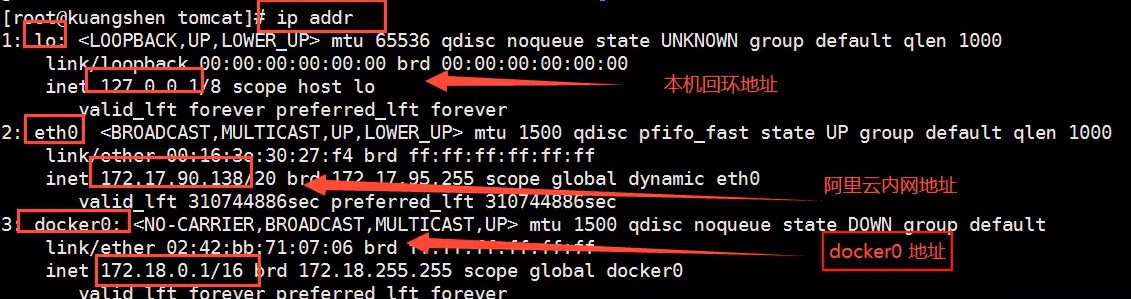 [root@kuangshen tomcat]# ip addr
1: lo: <LOOPBACK,UP,LOWER_UP> mtu 65536 qdisc noqueue state UNKNOWN group default qlen 1000
link/loopback 00:00:00:00:00:00 brd 00:00:00:00:00:00
inet 127.0.0.1/8 scope host lo
本机回环地址
valid_lft forever preferred_lft forever
2: eth0 <BROADCAST,MULTICAST,UP,LOWER_UP> mtu 1500 qdisc pfifo_fast state UP group default qlen 1000
link/ether 00:16:3e:30:27:f4 brd ff:ff:ff:ff:ff:ff
inet 172.17.90.138/20 brd 172.17.95.255 scope global dynamic eth0
阿里云内网地址
valid_lft 310744886sec preferred_lft 310744886sec
3: docker0: <NO-CARRIER,BROADCAST,MULTICAST,UP> mtu 1500 qdisc noqueue state DOWN group default
link/ether 02:42:bb:71:07:06 brd ff:ff:ff:ff:ff:ff
docker0 地址
inet 172.18.0.1/16 brd 172.18.255.255 scope global docker0
valid_lft forever preferred_lft forever